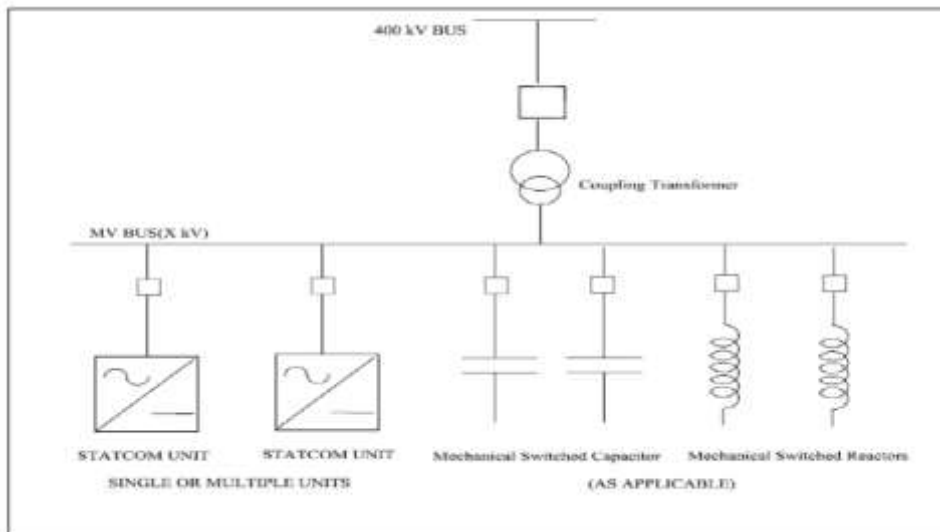 400 kV BUS
Coupling Transformer
MV BUS(X kV)
STATCOM UNIT
STATCOM UNIT
Mechanical Switched Capacitor
Mechanical Switched Reactors
SINGLE OR MULTIPLE UNITS
(AS APPLICABLE)